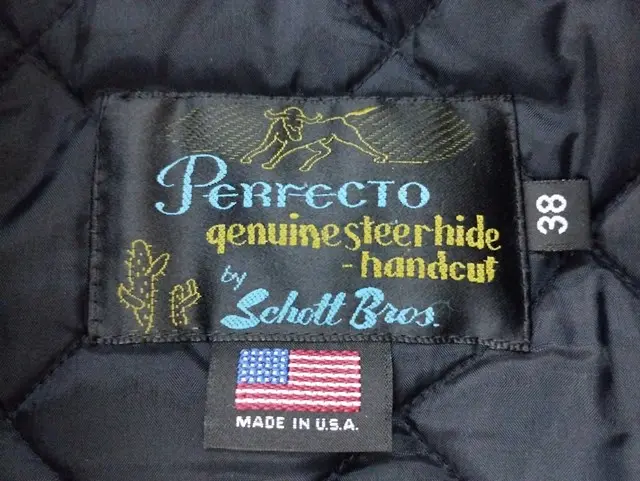 Perfecto
genuine steerhide
-handcut
by
Schott Bros.
38
MADE IN U.S.A.